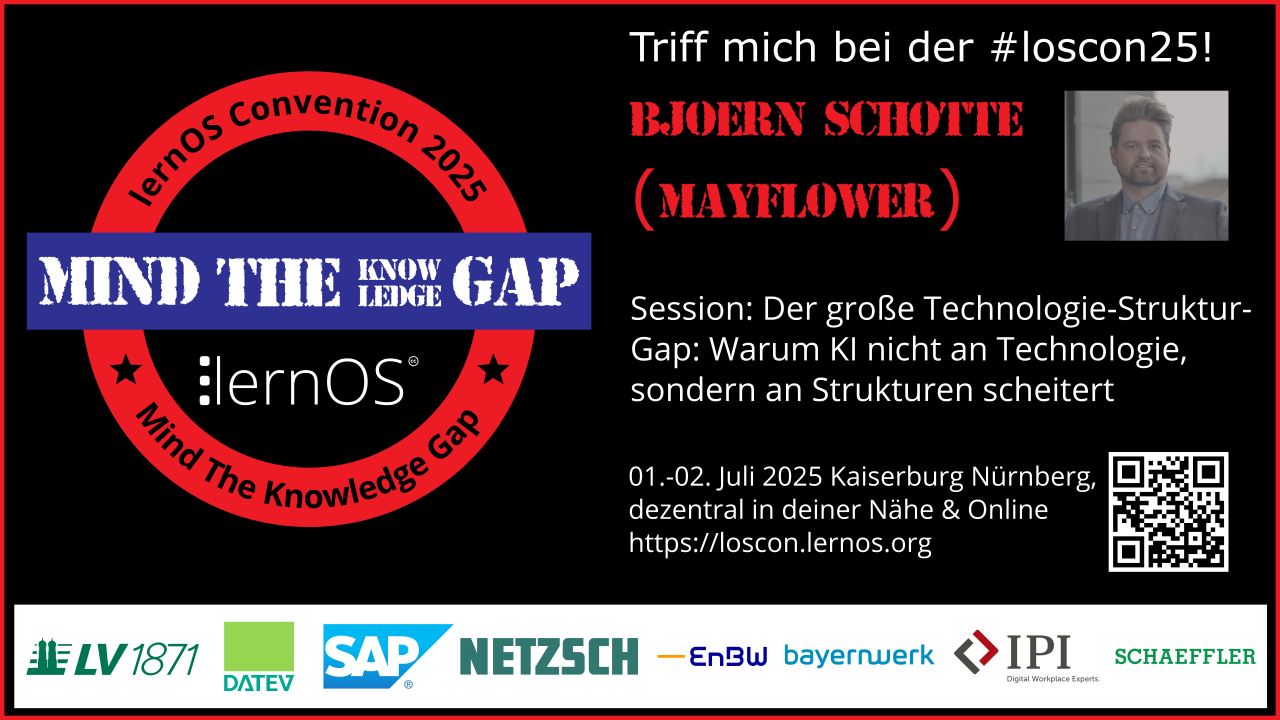 lernOS Convention 2025
MIND THE KNOW
LEDGE GAP
lernOS
Mind The Knowledge Gap
Triff mich bei der #loscon25!
BJOERN SCHOTTE
(MAYFLOWER)
Session: Der große Technologie-Struktur-
Gap: Warum KI nicht an Technologie,
sondern an Strukturen scheitert
01.-02. Juli 2025 Kaiserburg Nürnberg,
dezentral in deiner Nähe & Online
https://loscon.lernos.org
LV 1871
DATEV
SAP®
NETZSCH
EnBW
bayernwerk
IPI
Digital Workplace Experts.
SCHAEFFLER